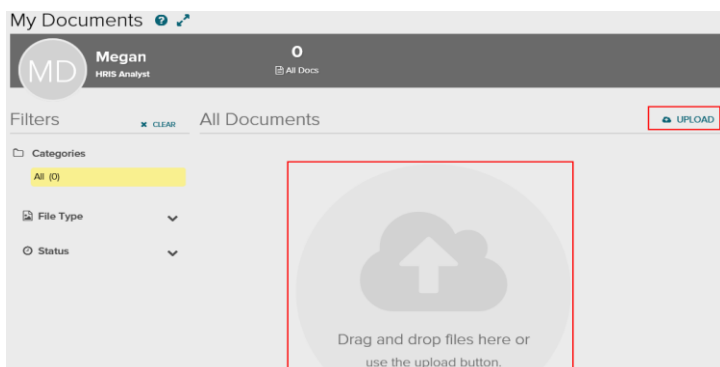 My Documents
MD
Megan
HRIS Analyst
0
All Docs
Filters
× CLEAR
All Documents
UPLOAD
Categories
All (0)
File Type
Status
Drag and drop files here or
use the upload button.